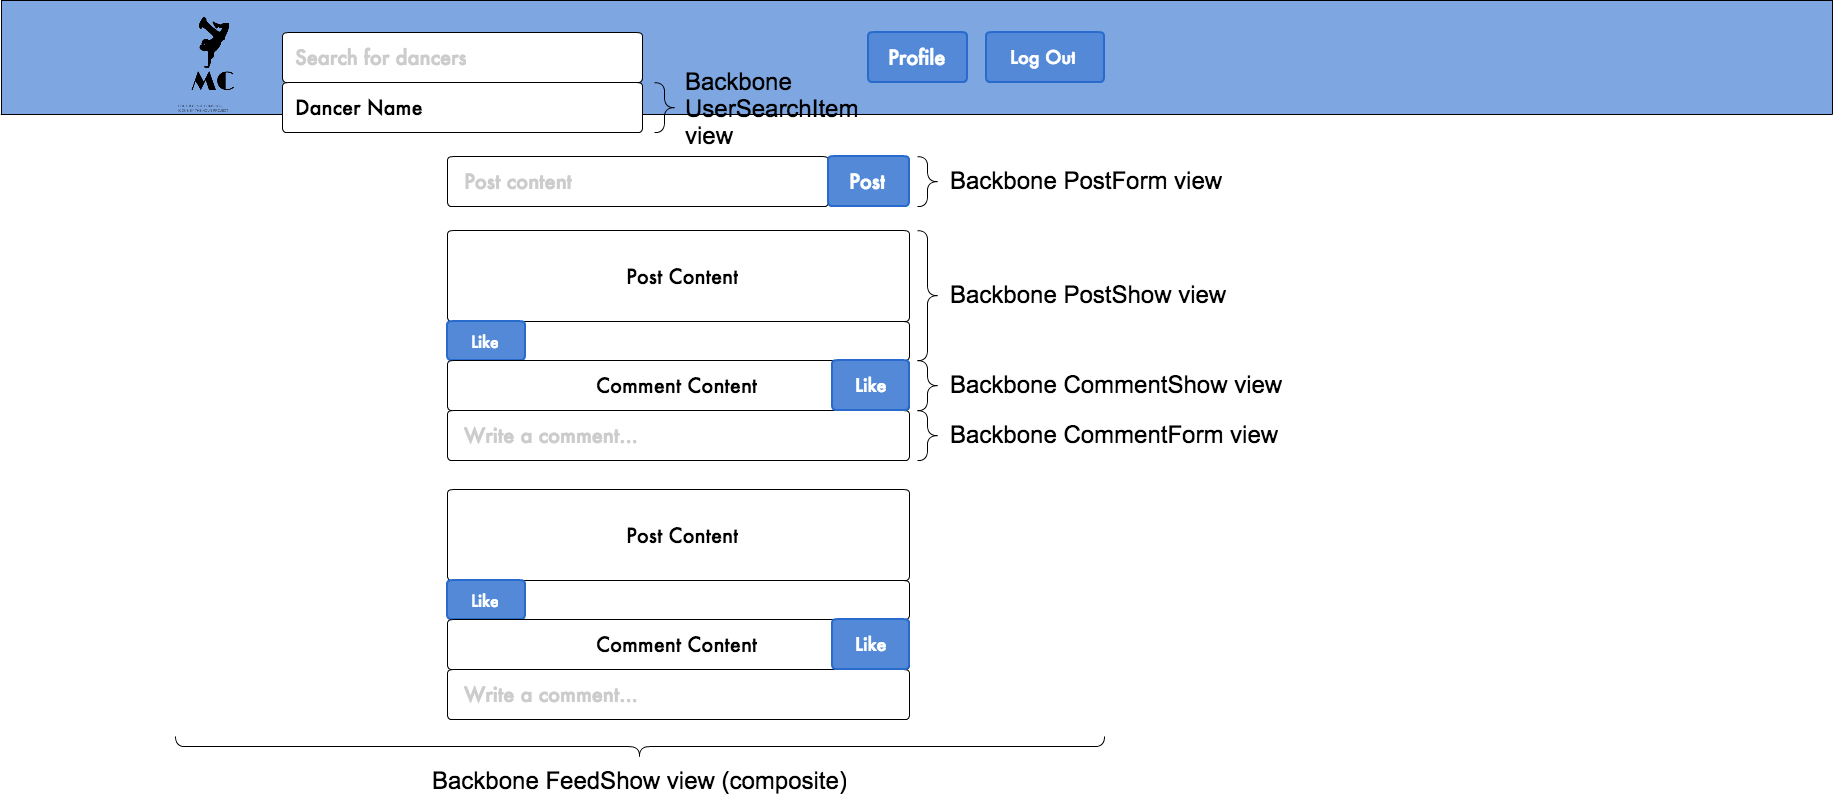 MC
Search for dancers
Profile
Log Out
Dancer Name
Backbone
UserSearchItem
view
Post content
Post
Backbone PostForm view
Post Content
Backbone PostShow view
Like
Comment Content
Like
Backbone CommentShow view
Write a comment...
Backbone CommentForm view
Post Content
Like
Comment Content
Like
Write a comment...
Backbone FeedShow view (composite)